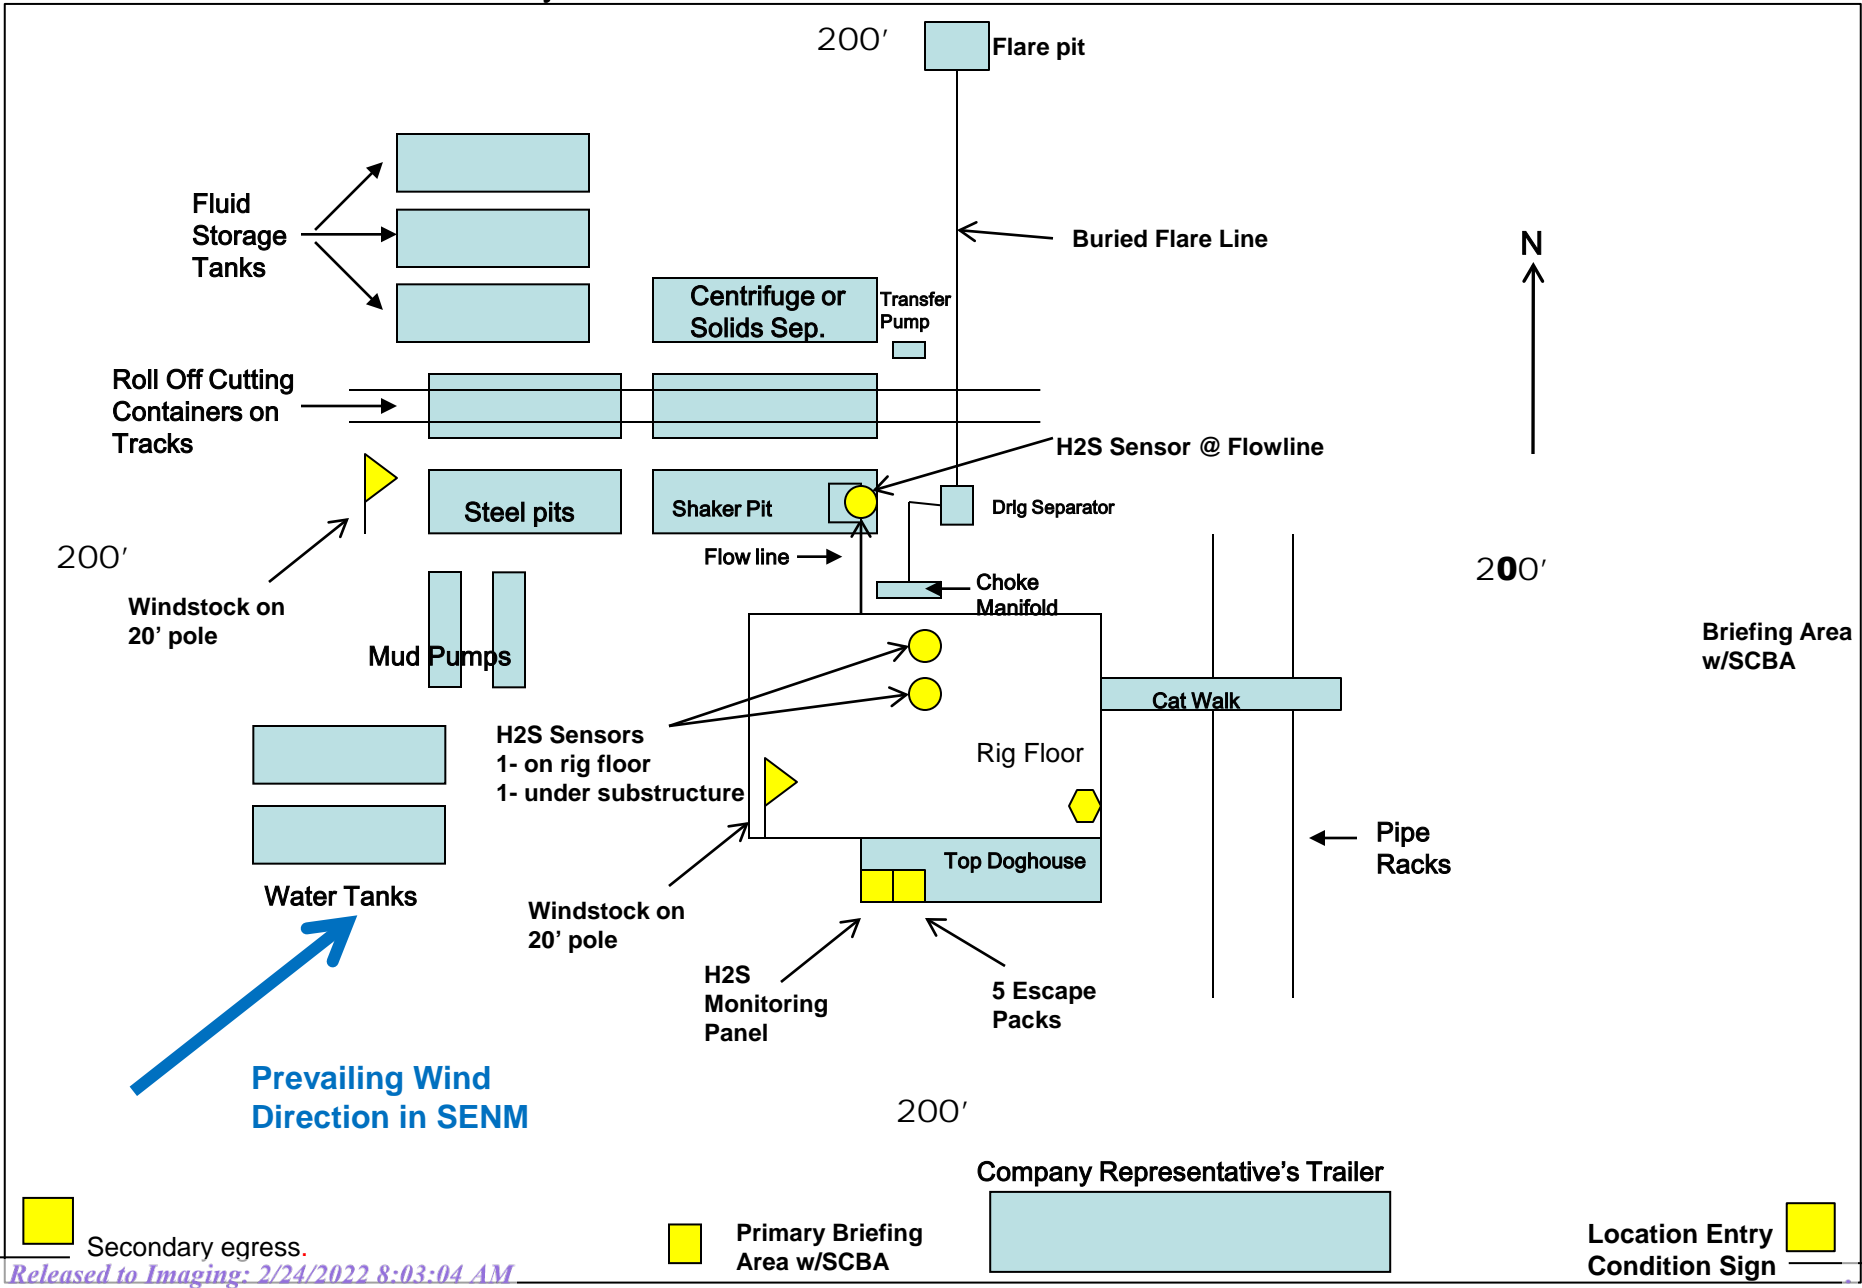 200'
Flare pit
Fluid
Storage
Tanks
Buried Flare Line
N
Centrifuge or
Solids Sep.
Transfer
Pump
Roll Off Cutting
Containers on
Tracks
H2S Sensor @ Flowline
Steel pits
Shaker Pit
Drlg Separator
200'
Flow line
200'
Choke
Manifold
Windstock on
20' pole
Briefing Area
w/SCBA
Mud Pumps
Cat Walk
H2S Sensors
1- on rig floor
1- under substructure
Rig Floor
Pipe
Racks
Top Doghouse
Water Tanks
Windstock on
20' pole
H2S
Monitoring
Panel
5 Escape
Packs
Prevailing Wind
Direction in SENM
200'
Company Representative's Trailer
Secondary egress.
Primary Briefing
Area w/SCBA
Location Entry
Condition Sign
Released to Imaging: 2/24/2022 8:03:04 AM